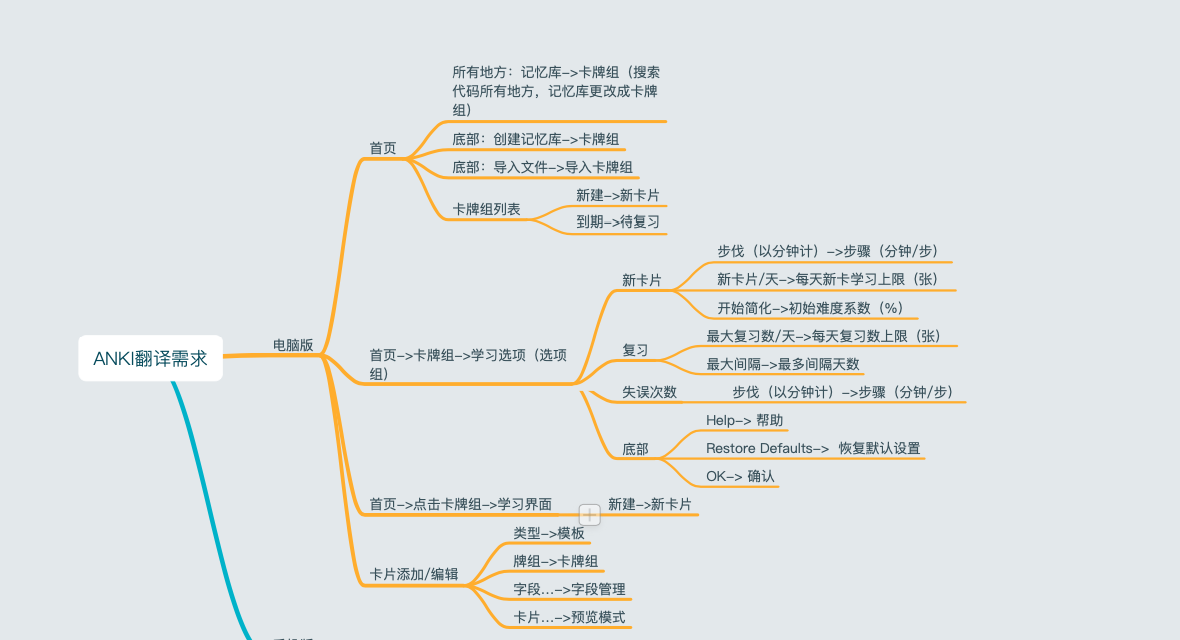 所有地方：记忆库->卡牌组（搜索
代码所有地方，记忆库更改成卡牌
组）
底部：创建记忆库->卡牌组
首页
底部：导入文件->导入卡牌组
新建->新卡片
卡牌组列表
到期->待复习
步伐（以分钟计）->步骤（分钟/步）
新卡片
新卡片/天->每天新卡学习上限（张）
开始简化->初始难度系数（%）
最大复习数/天->每天复习数上限（张）
电脑版
复习
ANKI翻译需求
首页->卡牌组->学习选项（选项
组）
最大间隔->最多间隔天数
失误次数
步伐（以分钟计）->步骤（分钟/步）
Help-> 帮助
底部
Restore Defaults-> 恢复默认设置
OK-> 确认
首页->点击卡牌组->学习界面
新建->新卡片
类型->模板
牌组->卡牌组
卡片添加/编辑
字段...->字段管理
卡片...->预览模式